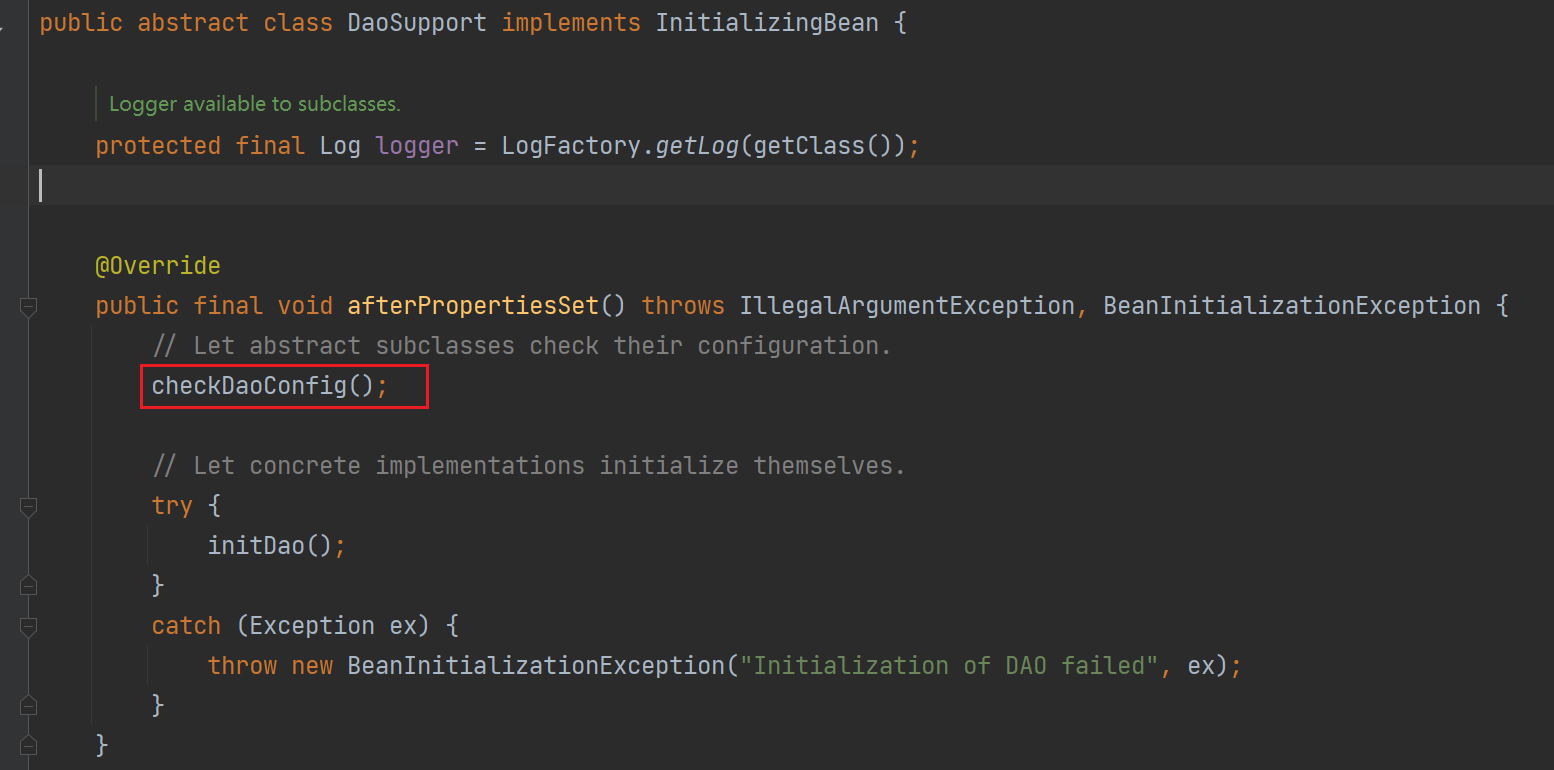 public abstract class DaoSupport implements InitializingBean {
Logger available to subclasses.
protected final Log logger = LogFactory.getLog(getClass());
@Override
public final void afterPropertiesSet() throws IllegalArgumentException, BeanInitializationException {
// Let abstract subclasses check their configuration.
checkDaoConfig();
// Let concrete implementations initialize themselves.
try {
initDao();
}
catch (Exception ex) {
throw new BeanInitializationException("Initialization of DAO failed", ex);
}
}